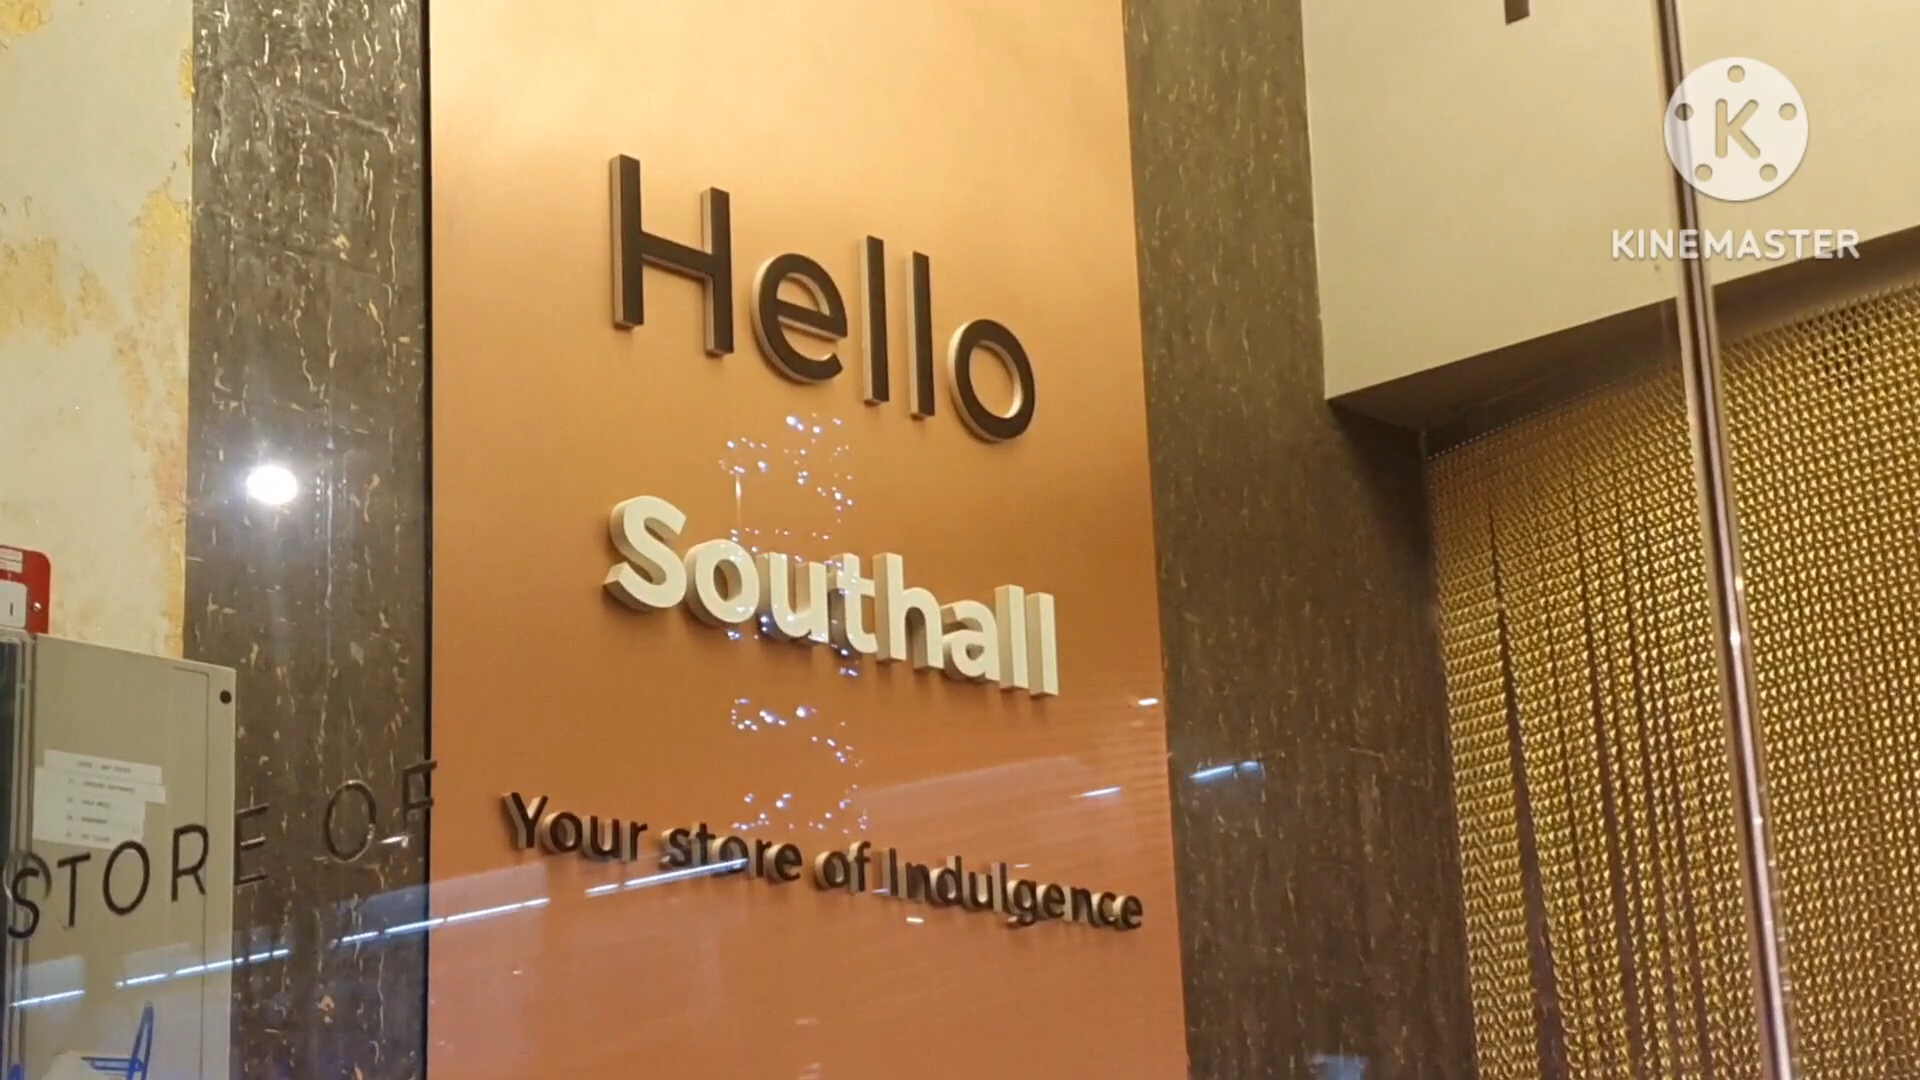 K
KINEMASTER
Hello
Southall
Your store of Indulgence
STORE OF